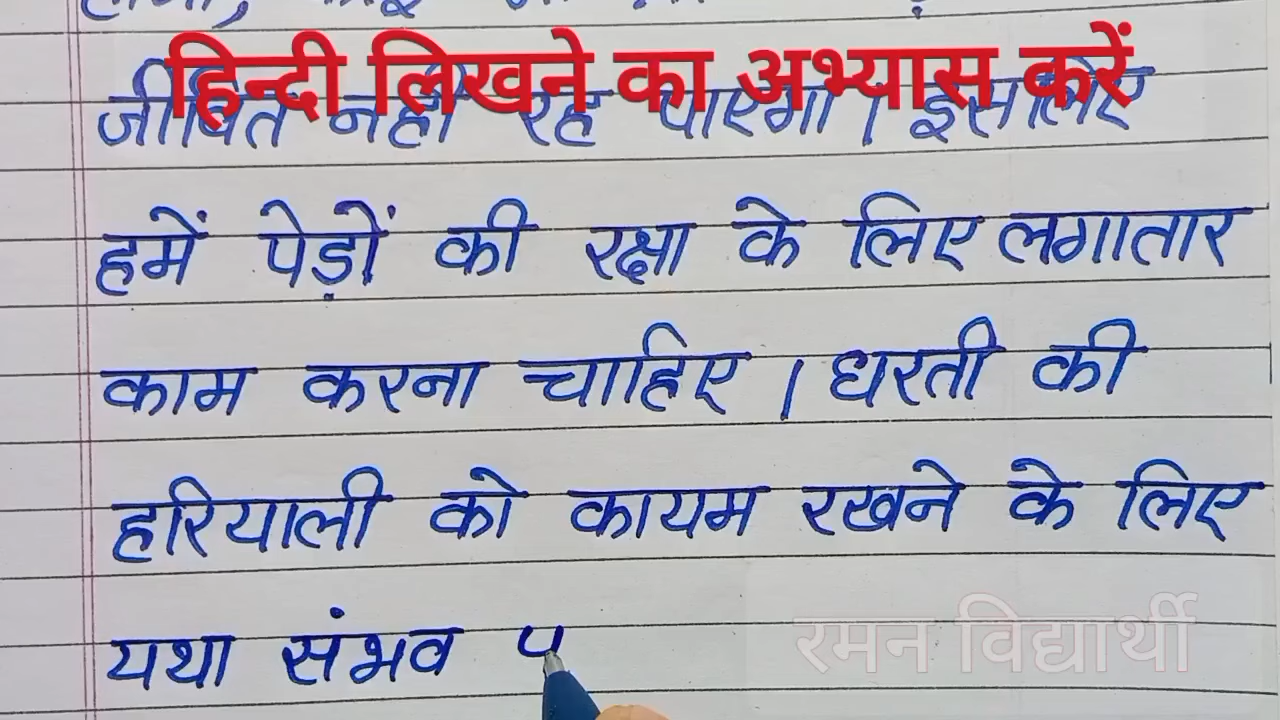 हिन्दी लिखने का अभ्यास करें
जीवित नहीं रह पाएगा । इसलिए
हमें पेड़ों की रक्षा के लिए लगातार
काम करना चाहिए । धरती की
हरियाली को कायम रखने के लिए
यथा संभव
रमन विद्यार्थी